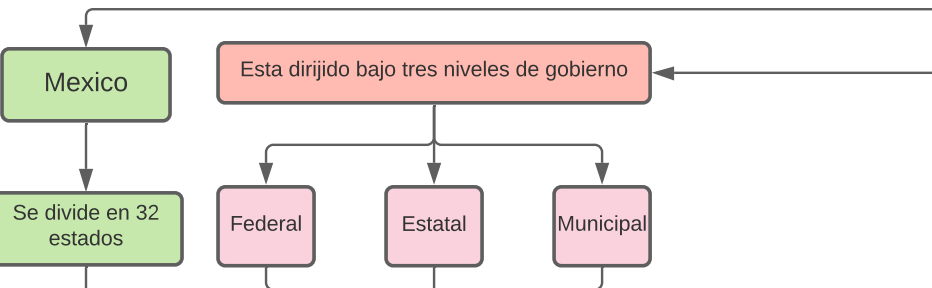 Mexico
Esta dirijido bajo tres niveles de gobierno
Se divide en 32
estados
Federal
Estatal
Municipal